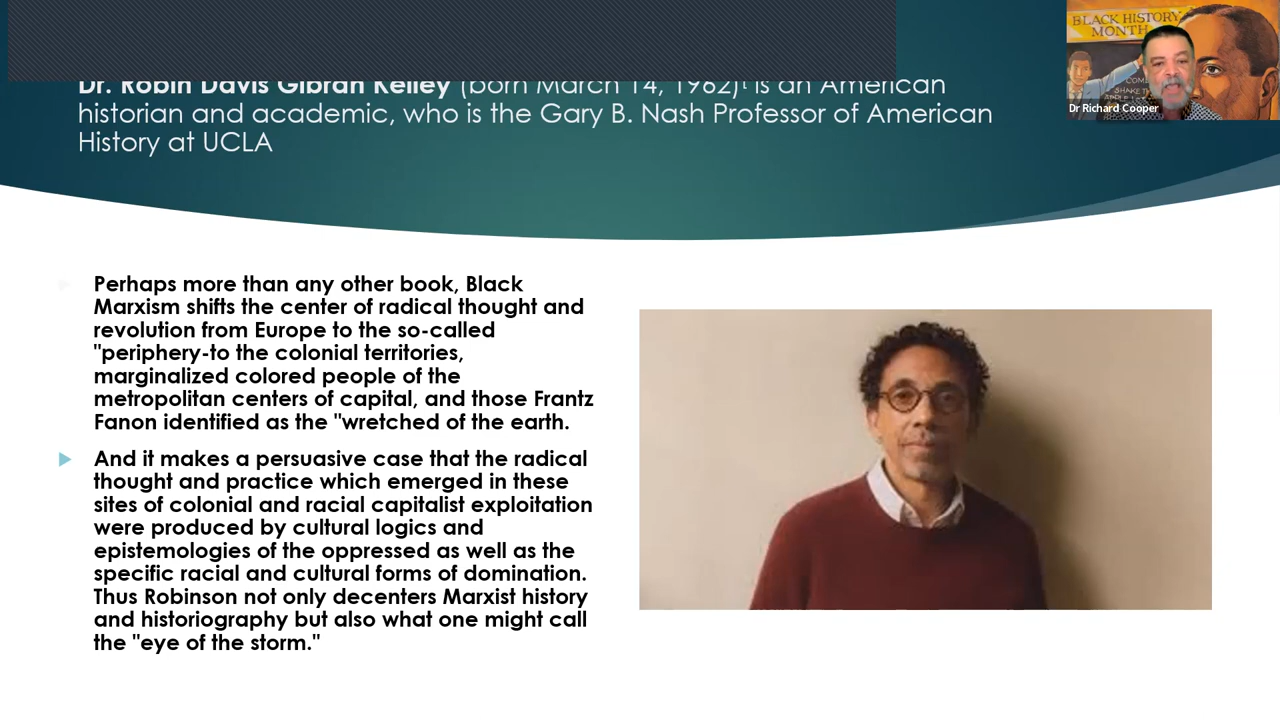 Dr. Robin Davis Gibran Kelley (born March 14, 1962)[ is an American
historian and academic, who is the Gary B. Nash Professor of American
History at UCLA
BLACK HISTORY
MONTH
COME
SHAKE TH
Dr Richard Cooper
Perhaps more than any other book, Black
Marxism shifts the center of radical thought and
revolution from Europe to the so-called
"periphery-to the colonial territories,
marginalized colored people of the
metropolitan centers of capital, and those Frantz
Fanon identified as the "wretched of the earth.
And it makes a persuasive case that the radical
thought and practice which emerged in these
sites of colonial and racial capitalist exploitation
were produced by cultural logics and
epistemologies of the oppressed as well as the
specific racial and cultural forms of domination.
Thus Robinson not only decenters Marxist history
and historiography but also what one might call
the "eye of the storm."